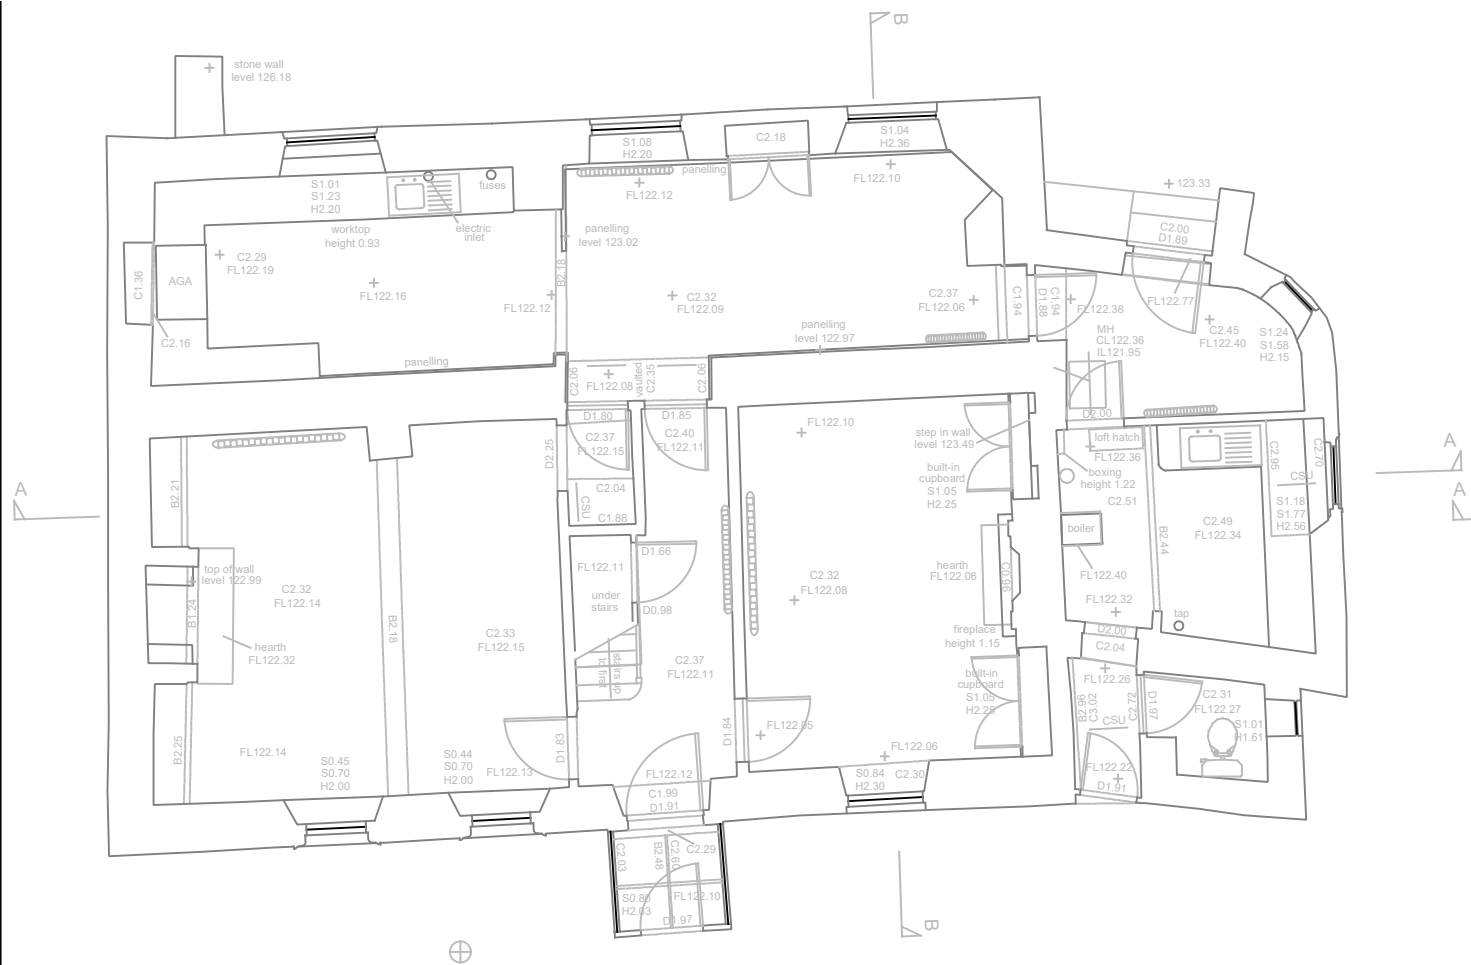 B
stone wall
level 126.18
S1.08
H2.20
C2.18
S1.04
H2.36
panelling
S1.01
S1.23
H2.20
fuses
FL122.12
FL122.10
123.33
worktop
height 0.93
electric
inlet
panelling
level 123.02
C2.00
D1.89
C2.29
FL122.19
C1.36
AGA
FL122.16
B2.18
FL122.12
C2.32
FL122.09
C2.37
FL122.06
C1.94
D1.88
C1.94
FL122.38
FL122.77
C2.16
panelling
panelling
level 122.97
MH
CL122.36
IL121.95
C2.45
FL122.40
S1.24
S1.58
H2.15
C2.06
FL122.08
vaulted
C2.35
C2.06
D1.80
D1.85
D2.00
D2.25
C2.37
FL122.15
C2.40
FL122.11
FL122.10
step in wall
level 123.49
loft hatch
FL122.36
boxing
height 1.22
C2.95
C2.70
A
A
B2.21
CSU
C2.04
C1.88
built-in
cupboard
S1.05
H2.25
C2.51
CSU
S1.18
S1.77
H2.56
A
boiler
B2.44
C2.49
FL122.34
D1.66
top of wall
level 122.99
FL122.11
under
stairs
C2.32
FL122.14
B1.24
D0.98
C2.32
FL122.08
hearth
FL122.06
C0.96
FL122.40
FL122.32
tap
B2.18
C2.33
FL122.15
fireplace
height 1.15
D2.00
C2.04
hearth
FL122.32
stairs up
to first
C2.37
FL122.11
built-in
cupboard
S1.05
H2.25
FL122.26
B2.96
C3.02
C2.72
CSU
D1.97
C2.31
FL122.27
S1.01
H1.61
B2.25
FL122.14
S0.45
S0.70
H2.00
S0.44
S0.70
H2.00
FL122.13
D1.83
D1.84
FL122.05
FL122.06
FL122.12
C1.99
D1.91
S0.84
H2.30
C2.30
FL122.22
D1.91
C2.03
B2.48
C2.60
C2.29
S0.80
H2.03
FL122.10
D1.97
B